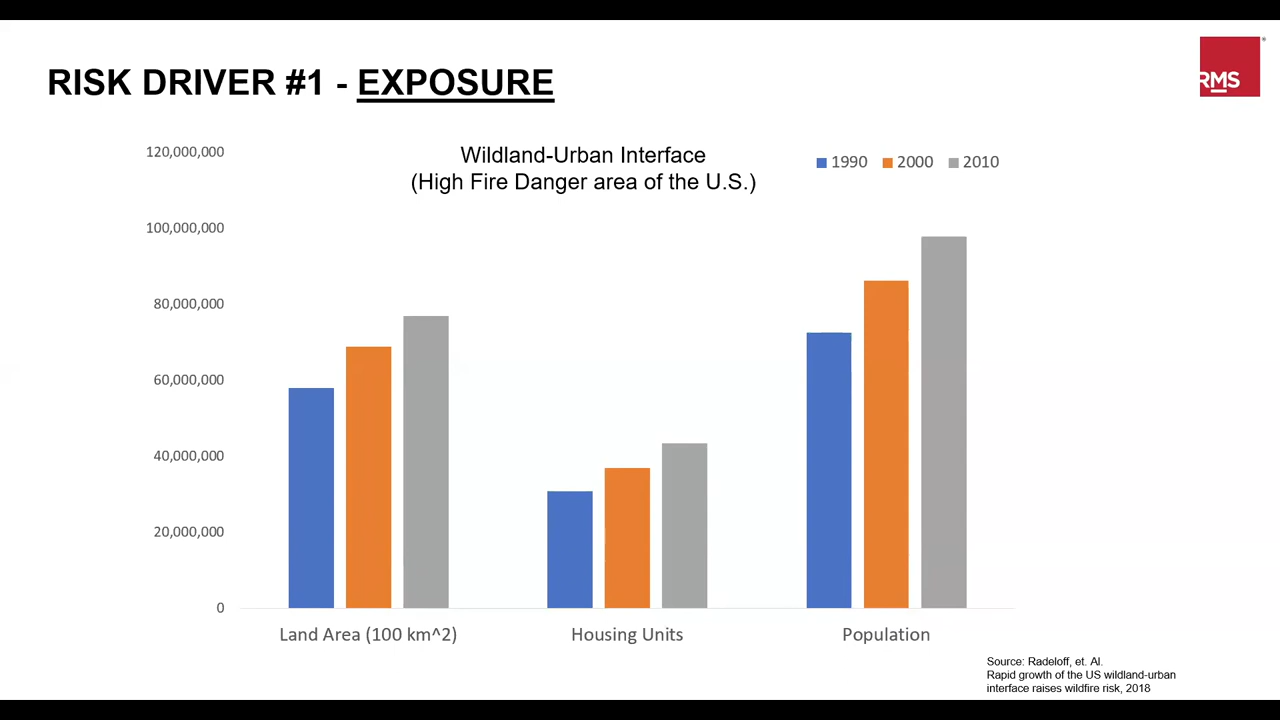 RISK DRIVER #1 - EXPOSURE
RMS®
Wildland-Urban Interface
(High Fire Danger area of the U.S.)
1990 2000 2010
120,000,000
100,000,000
80,000,000
60,000,000
40,000,000
20,000,000
0
Land Area (100 km^2) Housing Units Population
Source: Radeloff, et. Al.
Rapid growth of the US wildland-urban
interface raises wildfire risk, 2018